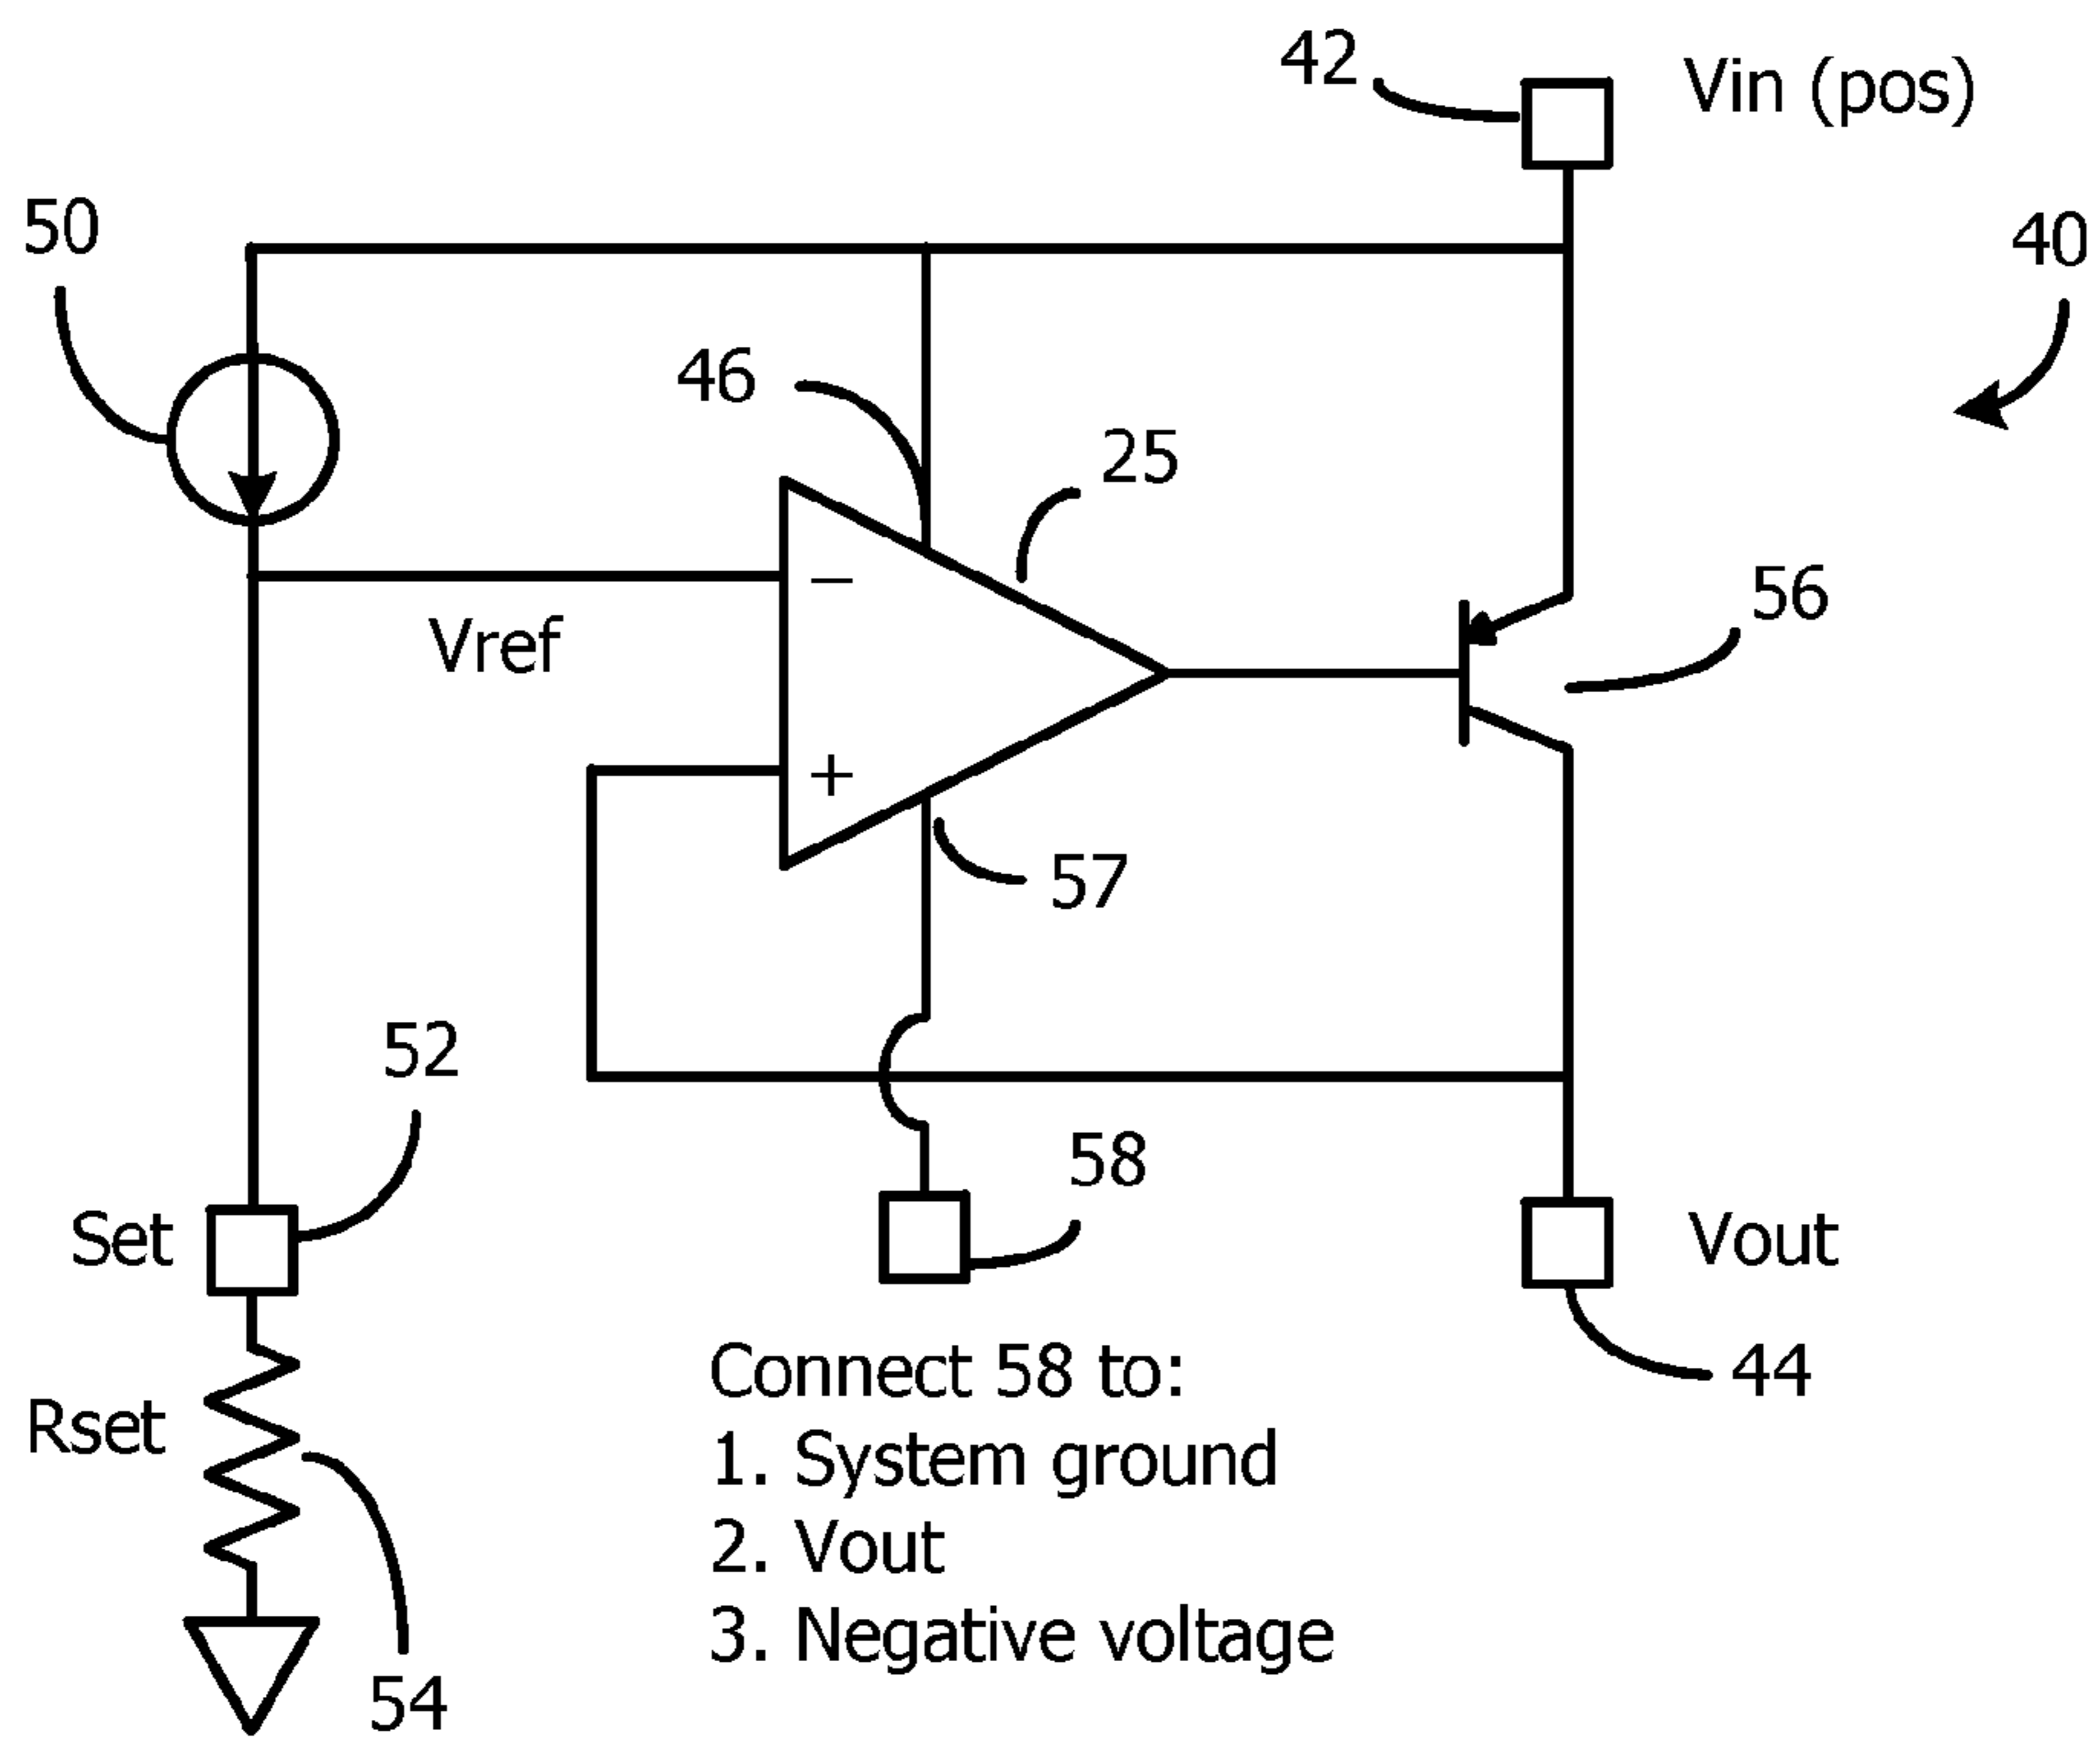 42
Vin (pos)
50
40
46
25
−
56
Vref
+
57
52
58
Set
Vout
Connect 58 to:
44
Rset
1. System ground
2. Vout
3. Negative voltage
54